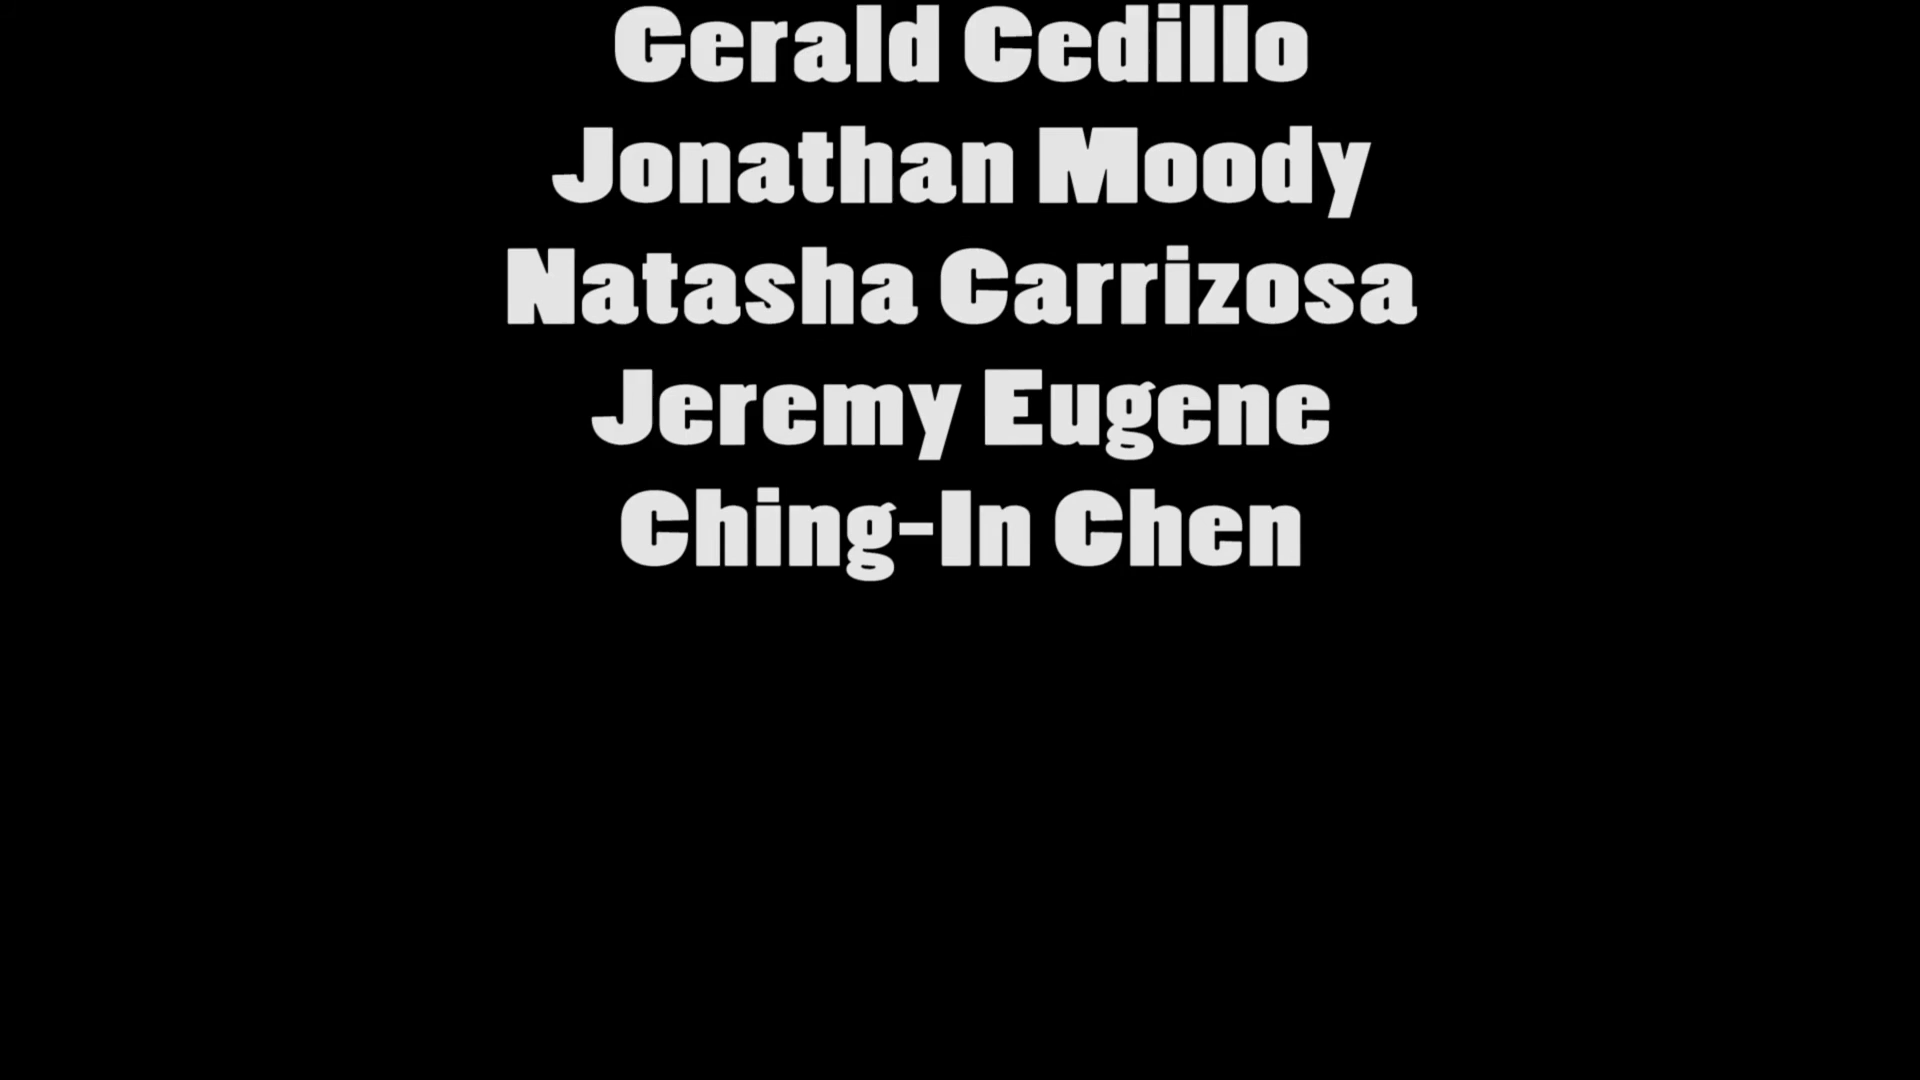 Gerald Cedillo
Jonathan Moody
Natasha Carrizosa
Jeremy Eugene
Ching-In Chen